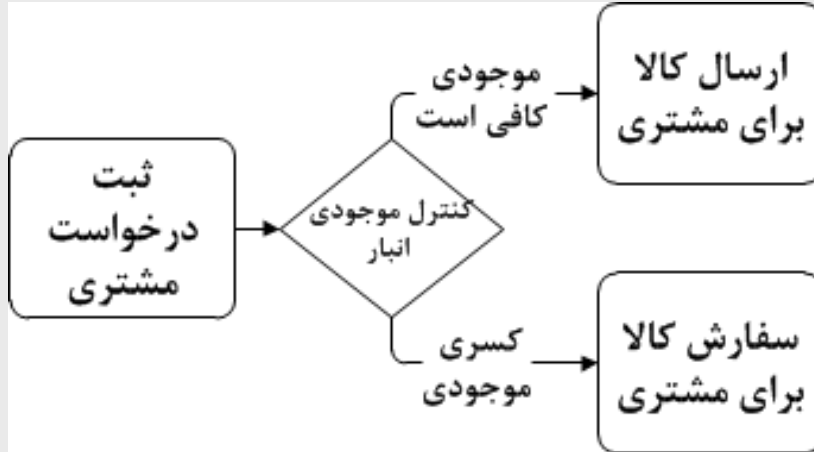 ثبت
درخواست
مشتری
کنترل موجودی
انبار
موجودی
کافی است
ارسال کالا
برای مشتری
کسری
موجودی
سفارش کالا
برای مشتری